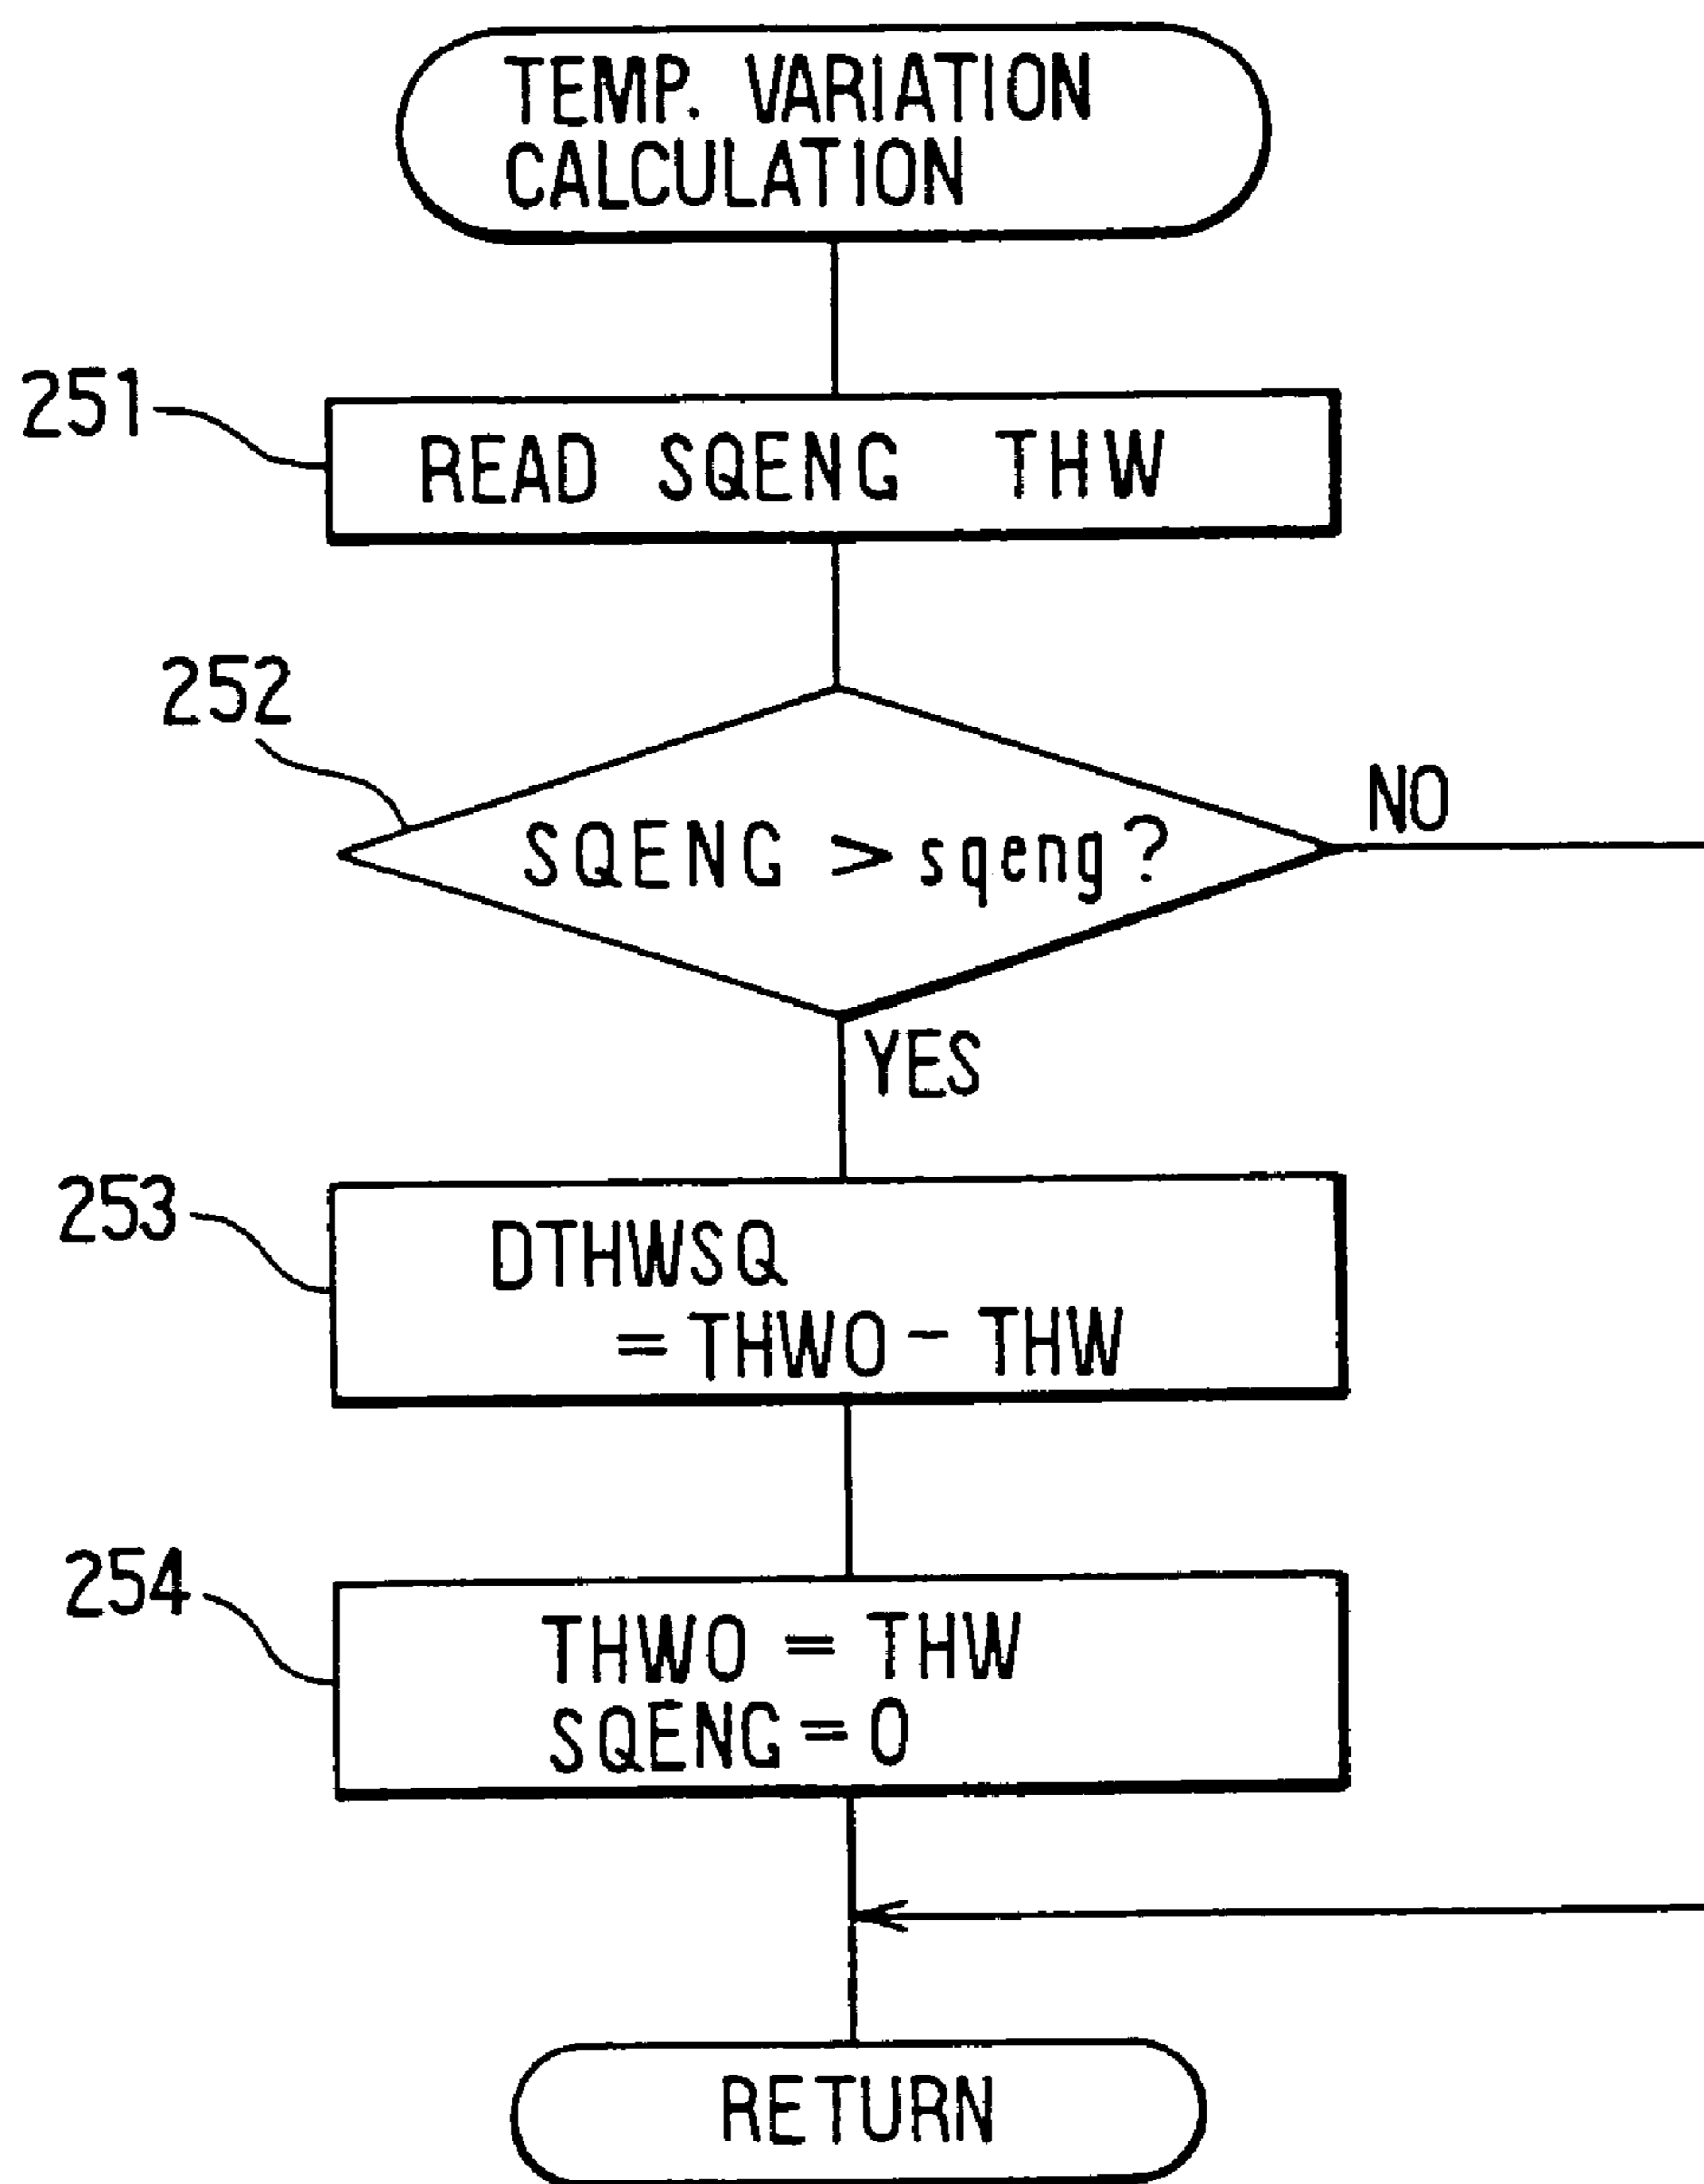 TEMP. VARIATION
CALCULATION
251
READ SQENG THW
252
SQENG > sqeng?
NO
YES
253
DTHWSQ
= THWO - THW
254
THWO = THW
SQENG = 0
RETURN